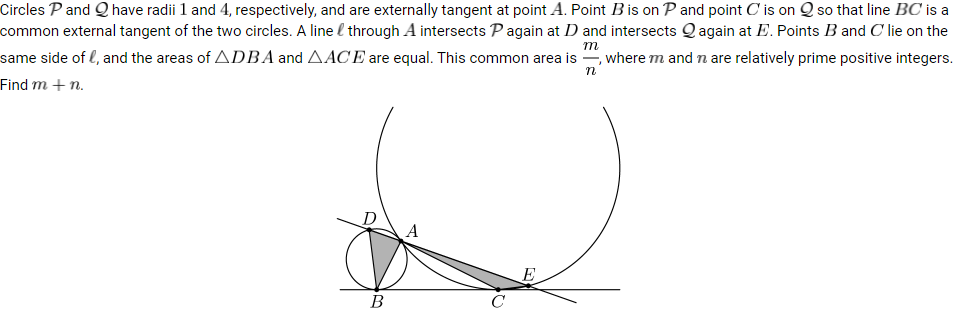 Circles P and Q have radii 1 and 4, respectively, and are externally tangent at point A. Point B is on P and point C is on Q so that line BC is a
common external tangent of the two circles. A line ℓ through A intersects P again at D and intersects Q again at E. Points B and C lie on the
same side of ℓ, and the areas of △DBA and △ACE are equal. This common area is m/n, where m and n are relatively prime positive integers.
Find m + n.
D
A
E
B
C